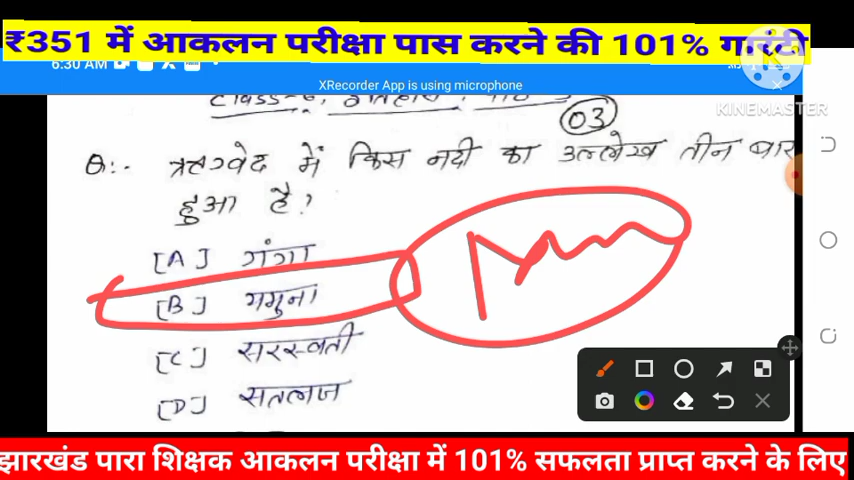 ₹351 में आकलन परीक्षा पास करने की 101% गारंटी
6:30 AM
XRecorder App is using microphone
KINEMASTER
03
Q:- ऋग्वेद में किस नदी का उल्लेख तीन बार
हुआ है?
[A] गंगा
[B] यमुना
[C] सरस्वती
[D] सतलज
झारखंड पारा शिक्षक आकलन परीक्षा में 101% सफलता प्राप्त करने के लिए